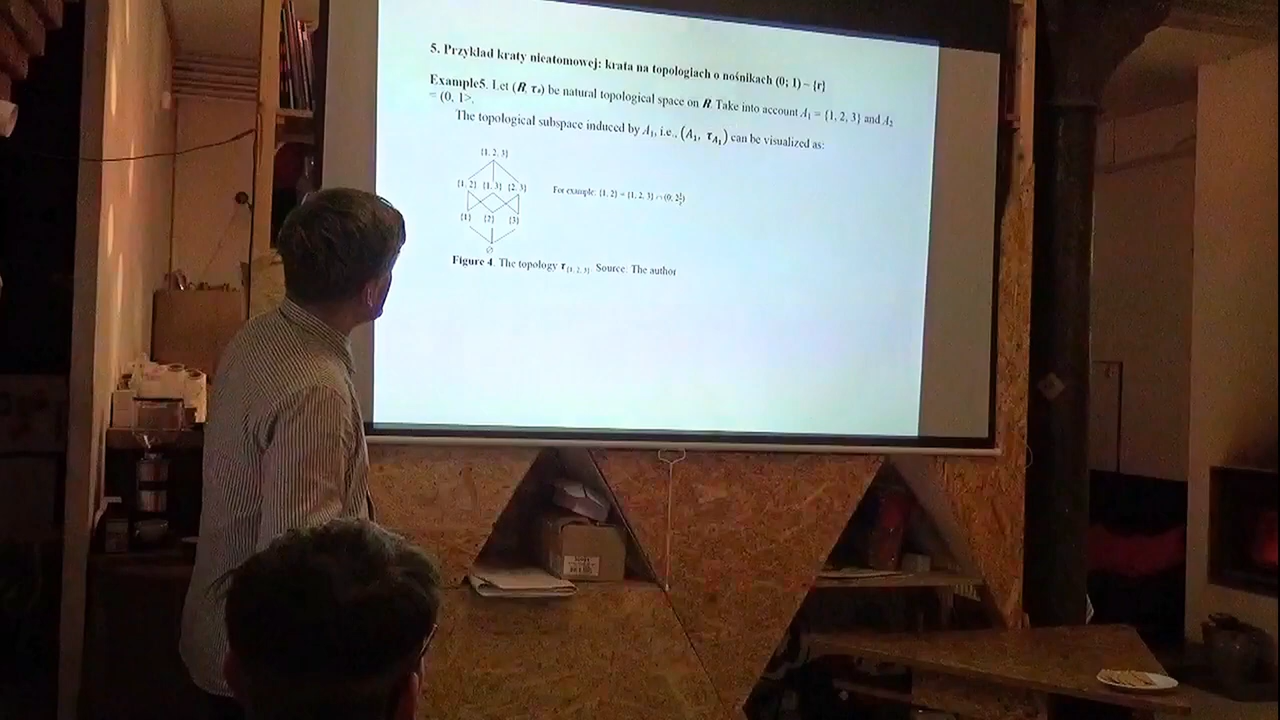 5. Przykład kraty nieatomowej: krata na topologiach o nośnikach (0; 1) – {r}
Example5. Let (R, τₑ) be natural topological space on R. Take into account A₁ = {1, 2, 3} and A₂
= (0, 1>.
The topological subspace induced by A₁, i.e., (A₁, τ_A₁) can be visualized as:
{1, 2, 3}
{1, 2} {1, 3} {2, 3}
For example: {1, 2} = {1, 2, 3} ∩ (0, 2½)
{1} {2} {3}
∅
Figure 4. The topology τ{1, 2, 3}. Source: The author